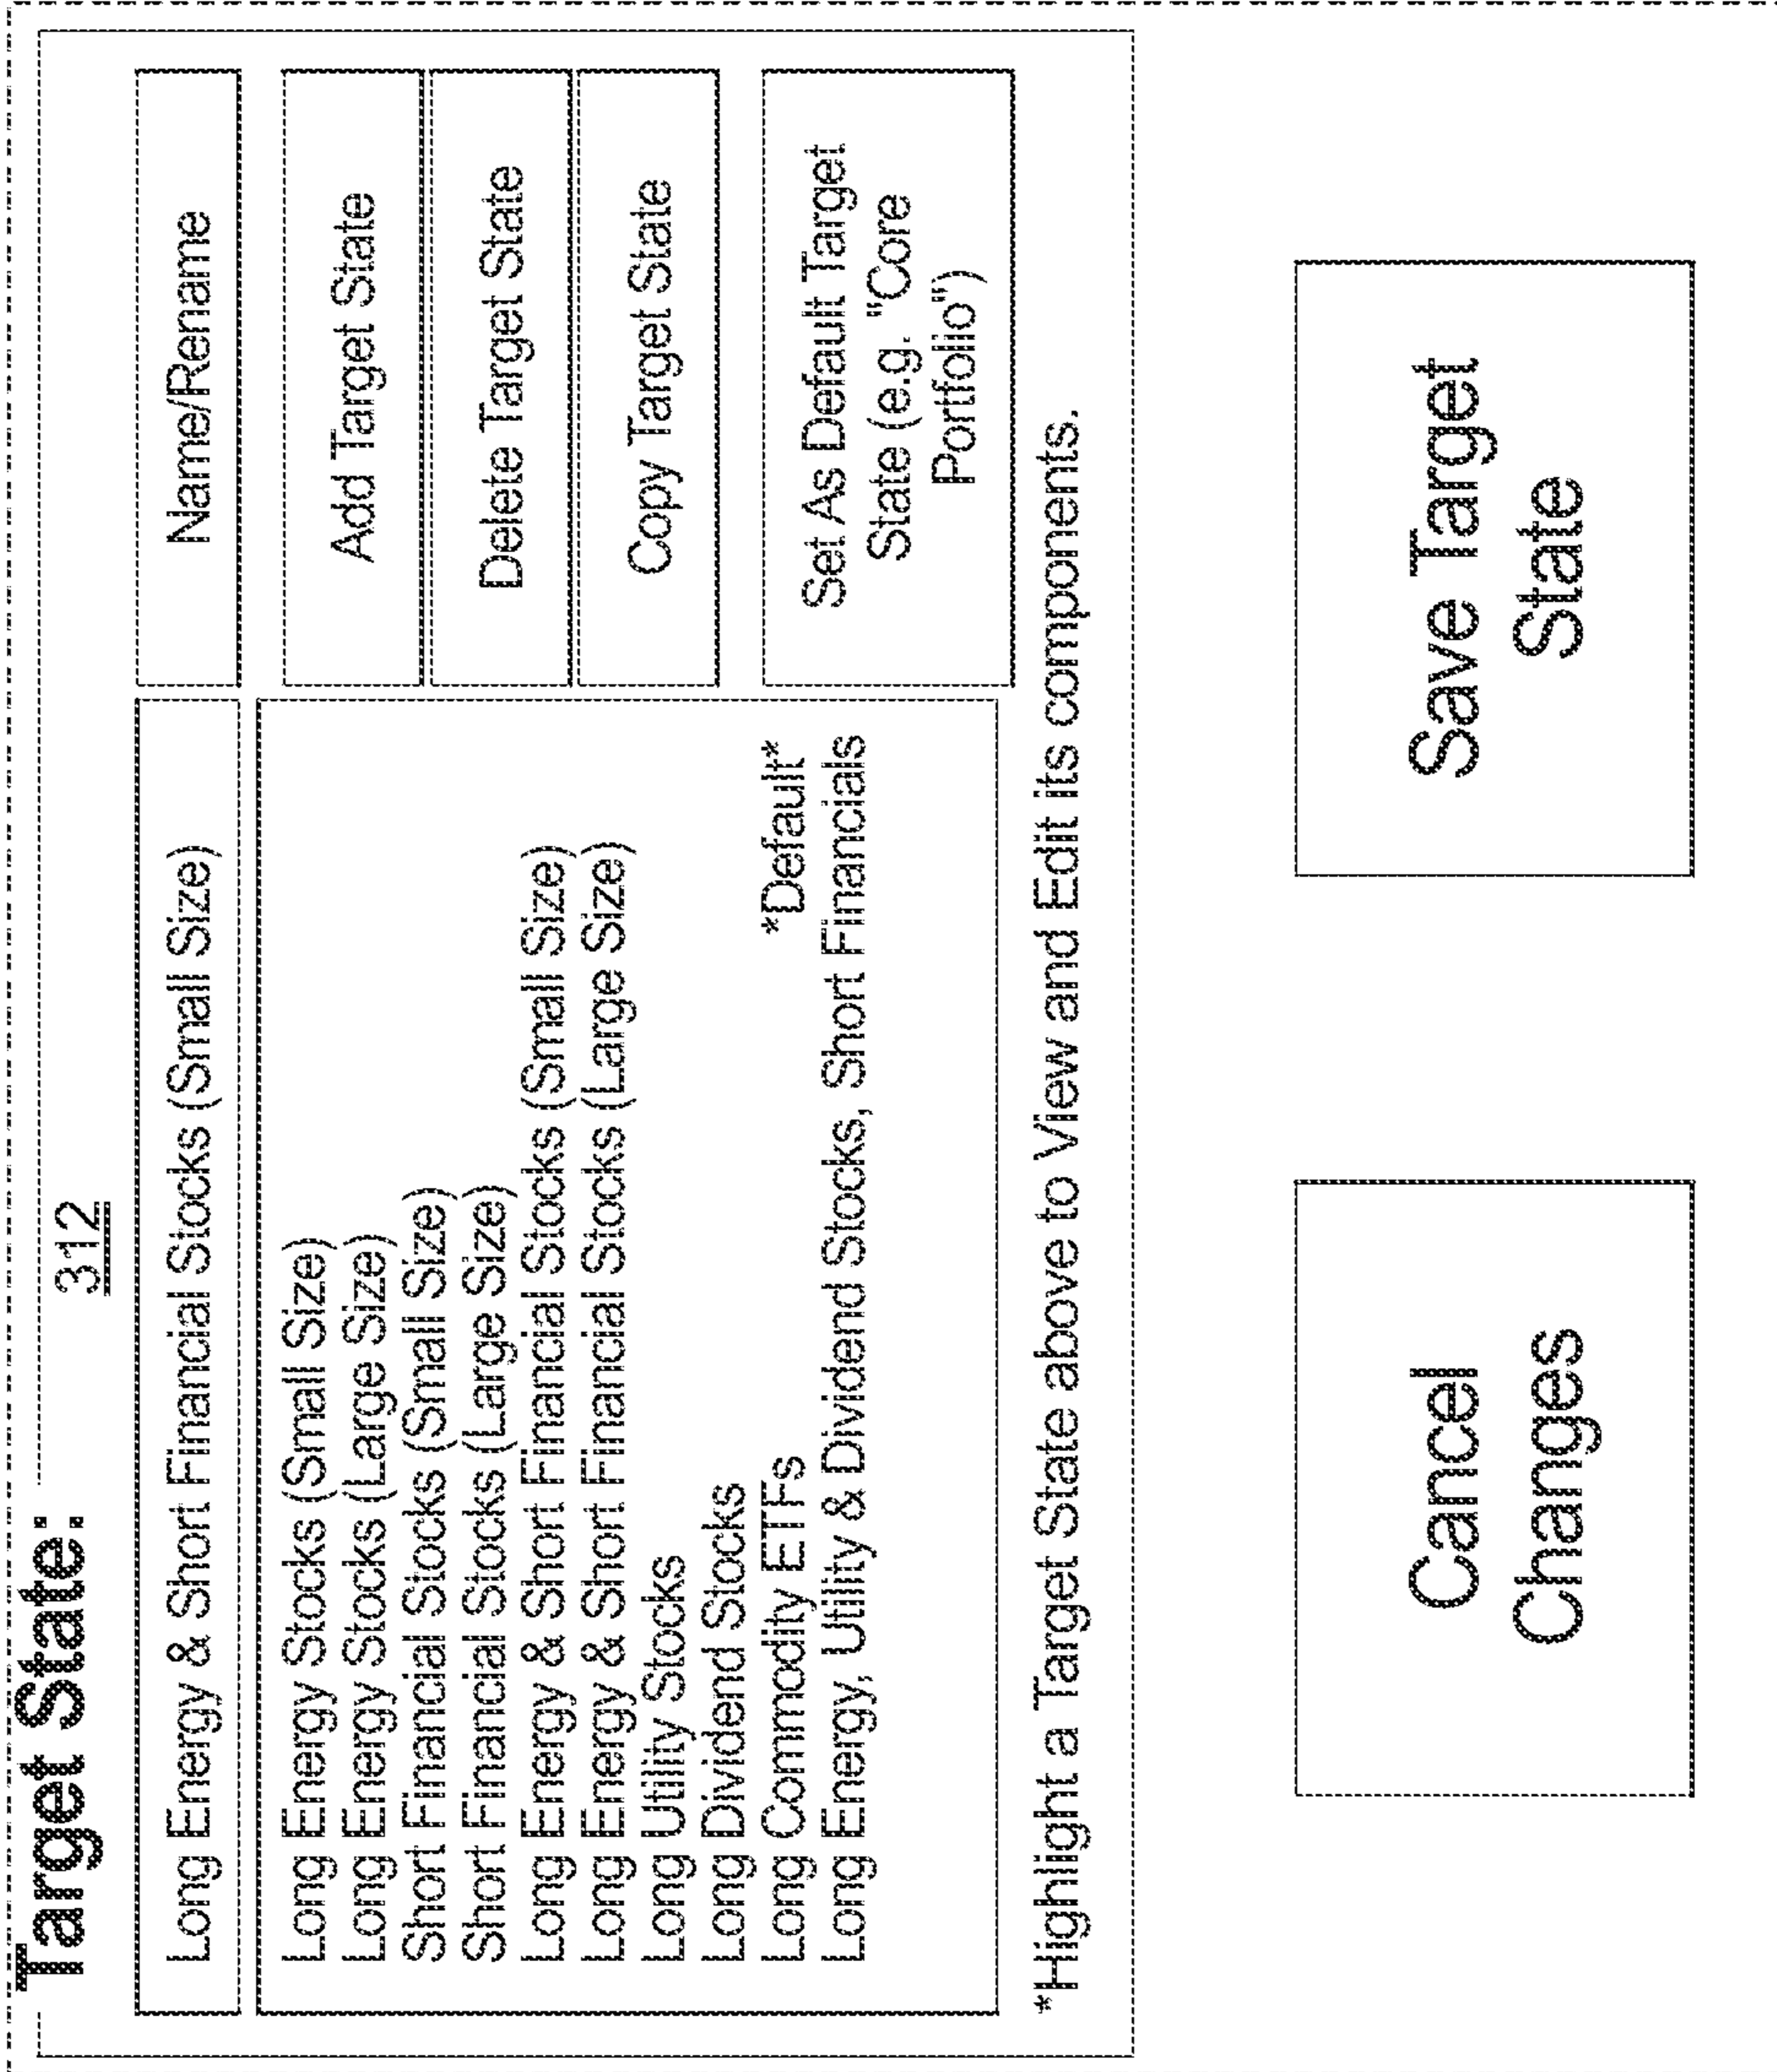 Target State:
312
Long Energy & Short Financial Stocks (Small Size)
Name/Rename
Long Energy Stocks (Small Size)
Long Energy Stocks (Large Size)
Short Financial Stocks (Small Size)
Short Financial Stocks (Large Size)
Long Energy & Short Financial Stocks (Small Size)
Long Energy & Short Financial Stocks (Large Size)
Long Utility Stocks
Long Dividend Stocks
Long Commodity ETFs *Default*
Long Energy, Utility & Dividend Stocks, Short Financials
Add Target State
Delete Target State
Copy Target State
Set As Default Target
State (e.g. "Core
Portfolio")
*Highlight a Target State above to View and Edit its components.
Cancel
Changes
Save Target
State